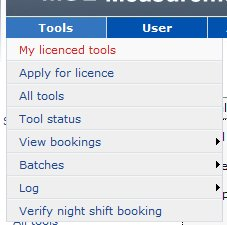 Measurem
Tools User
My licenced tools
Apply for licence
All tools
Tool status
View bookings
Batches
Log
Verify night shift booking
All tools